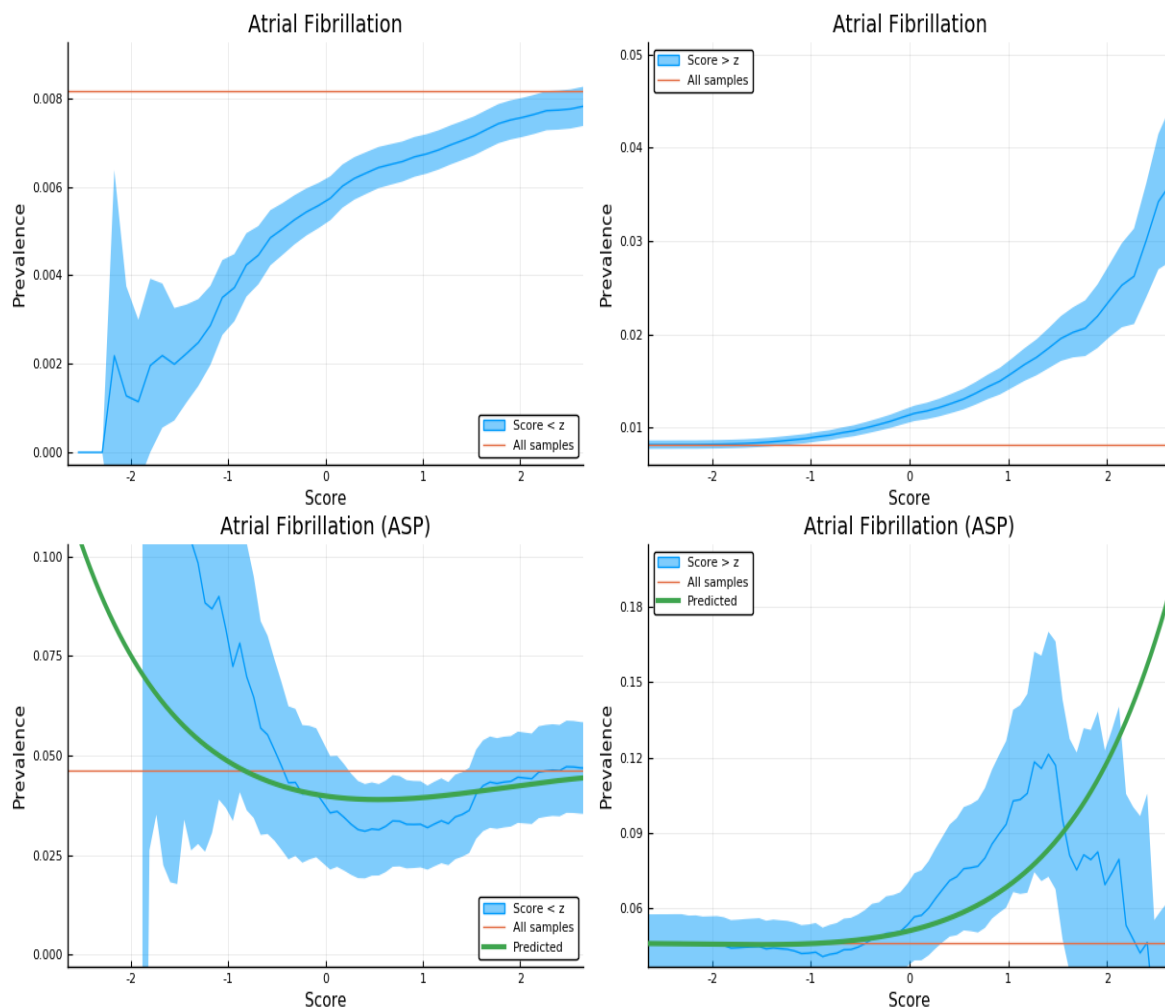 Atrial Fibrillation
0.008
0.006
0.004
0.002
0.000
Prevalence
Score < z
All samples
-2 -1 0 1 2
Score
Atrial Fibrillation
0.05
0.04
0.03
0.02
0.01
Prevalence
Score > z
All samples
-2 -1 0 1 2
Score
Atrial Fibrillation (ASP)
0.100
0.075
0.050
0.025
0.000
Prevalence
Score < z
All samples
Predicted
-2 -1 0 1 2
Score
Atrial Fibrillation (ASP)
0.18
0.15
0.12
0.09
0.06
Prevalence
Score > z
All samples
Predicted
-2 -1 0 1 2
Score